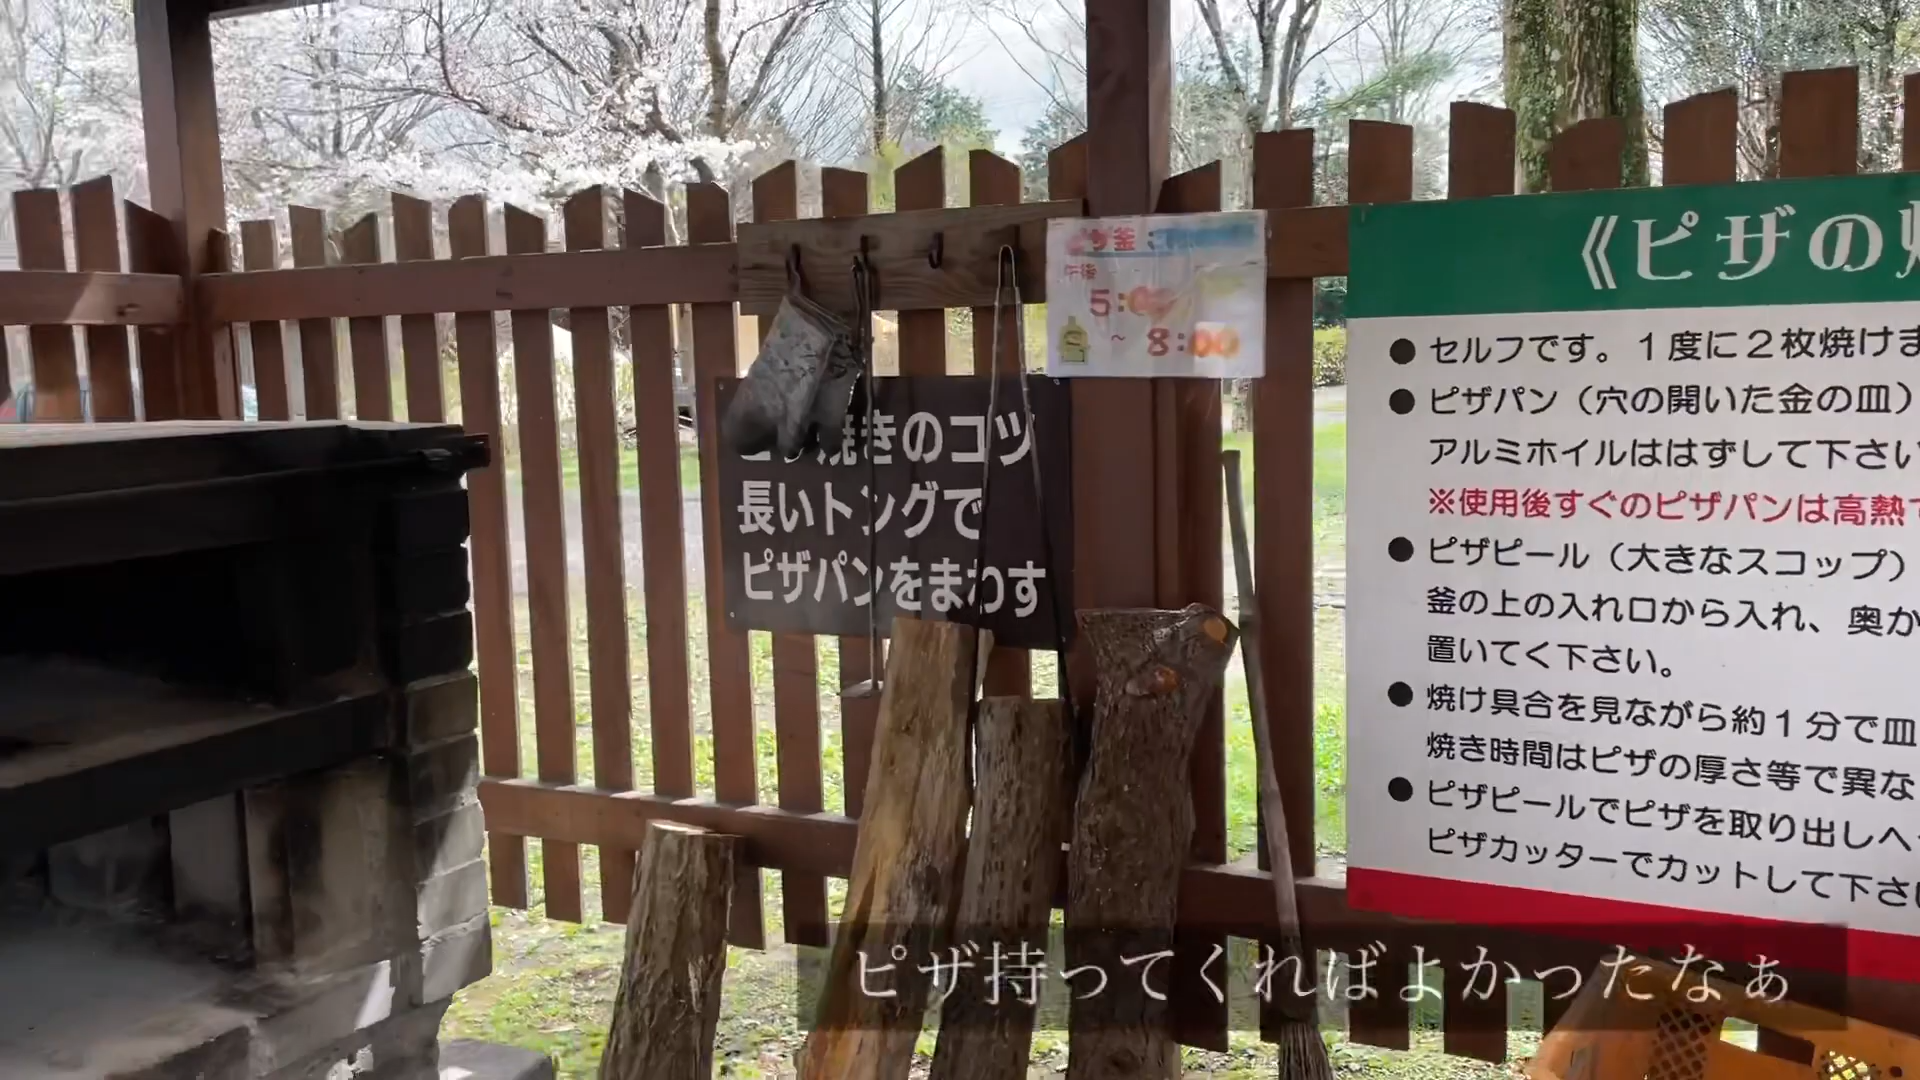 ピザ釜
午後
5:00
~ 8:00
焼きのコツ
長いトングで
ピザパンをまわす
《ピザの
● セルフです。1度に2枚焼けま
● ピザパン（穴の開いた金の皿）
アルミホイルははずして下さい
※使用後すぐのピザパンは高熱で
● ピザピール（大きなスコップ）
釜の上の入れ口から入れ、奥か
置いてく下さい。
● 焼け具合を見ながら約1分で皿
焼き時間はピザの厚さ等で異な
● ピザピールでピザを取り出しヘ
ピザカッターでカットして下さ
ピザ持ってくればよかったなぁ